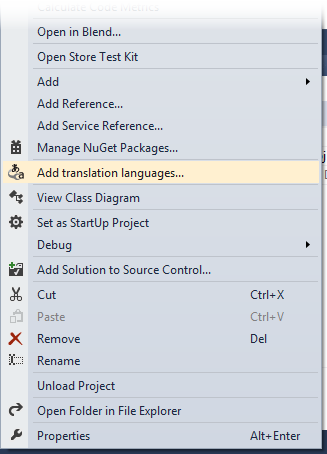 Calculate Code Metrics
Open in Blend...
Open Store Test Kit
Add
Add Reference...
Add Service Reference...
Manage NuGet Packages...
Add translation languages...
View Class Diagram
Set as StartUp Project
Debug
Add Solution to Source Control...
Cut Ctrl+X
Paste Ctrl+V
Remove Del
Rename
Unload Project
Open Folder in File Explorer
Properties Alt+Enter